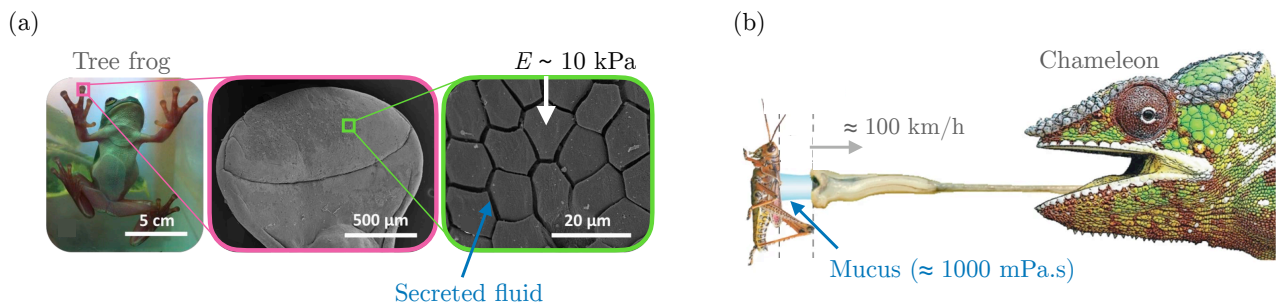 (a)
Tree frog
5 cm
500 μm
E ~ 10 kPa
20 μm
Secreted fluid
(b)
Chameleon
≈ 100 km/h
Mucus (≈ 1000 mPa.s)